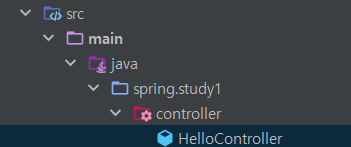 src
main
java
spring.study1
controller
HelloController